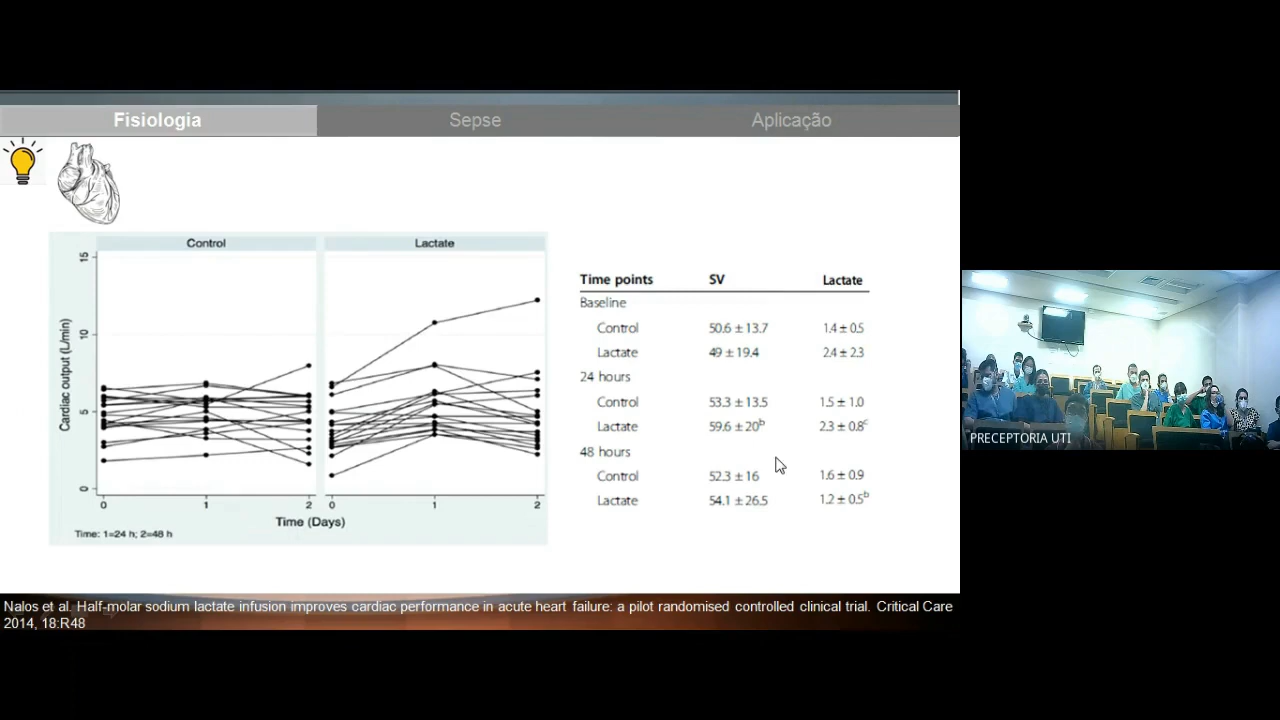 Fisiologia
Sepse
Aplicação
Control
Lactate
15
10
5
0
Cardiac output (L/min)
0
1
2
0
1
2
Time (Days)
Time: 1=24 h; 2=48 h
Time points SV Lactate
Baseline
Control 50.6 ± 13.7 1.4 ± 0.5
Lactate 49 ± 19.4 2.4 ± 2.3
24 hours
Control 53.3 ± 13.5 1.5 ± 1.0
Lactate 59.6 ± 20b 2.3 ± 0.8c
48 hours
Control 52.3 ± 16 1.6 ± 0.9
Lactate 54.1 ± 26.5 1.2 ± 0.5b
Nalos et al. Half-molar sodium lactate infusion improves cardiac performance in acute heart failure: a pilot randomised controlled clinical trial. Critical Care
2014, 18:R48
PRECEPTORIA UTI